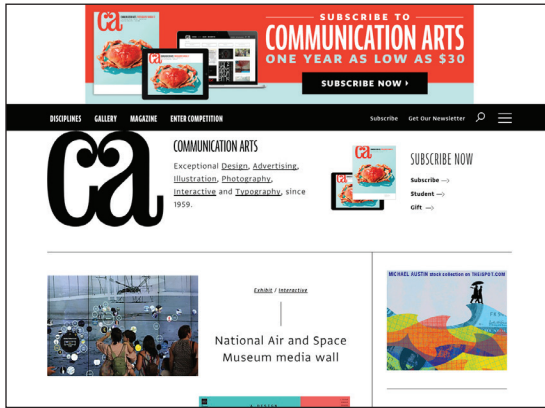 SUBSCRIBE TO
COMMUNICATION ARTS
ONE YEAR AS LOW AS $30
SUBSCRIBE NOW
DISCIPLINES GALLERY MAGAZINE ENTER COMPETITION Subscribe Get Our Newsletter
ca
COMMUNICATION ARTS
Exceptional Design, Advertising,
Illustration, Photography,
Interactive and Typography, since
1959.
SUBSCRIBE NOW
Subscribe →
Student →
Gift →
Exhibit / Interactive
National Air and Space
Museum media wall
MICHAEL AUSTIN stock collection on THEiSPOT.COM